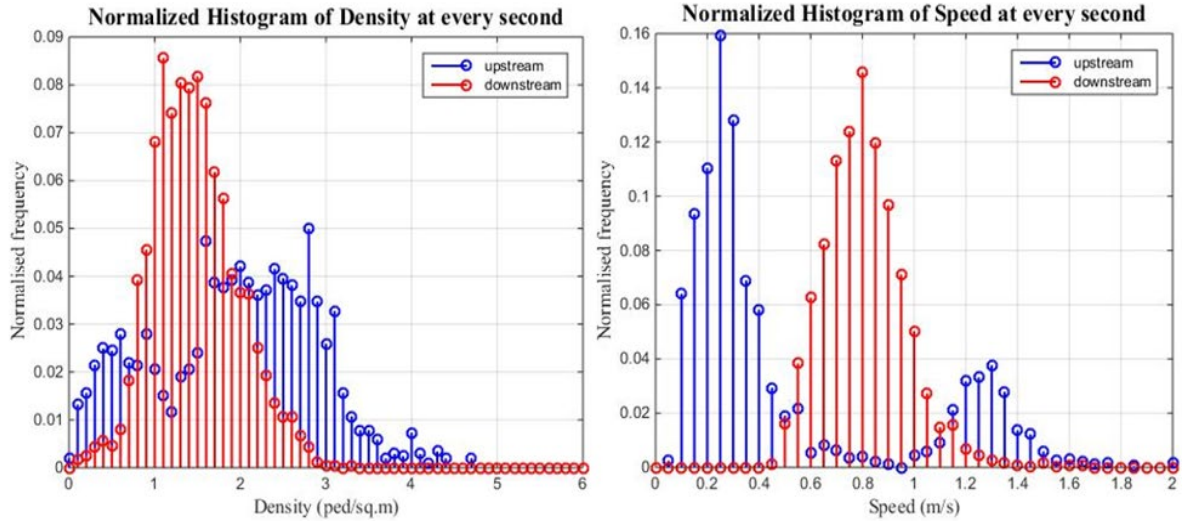 Normalized Histogram of Density at every second
0.09
0.08
0.07
0.06
0.05
0.04
0.03
0.02
0.01
0
Normalised frequency
upstream
downstream
0 1 2 3 4 5 6
Density (ped/sq.m)
Normalized Histogram of Speed at every second
0.16
0.14
0.12
0.1
0.08
0.06
0.04
0.02
0
Normalised frequency
upstream
downstream
0 0.2 0.4 0.6 0.8 1 1.2 1.4 1.6 1.8 2
Speed (m/s)